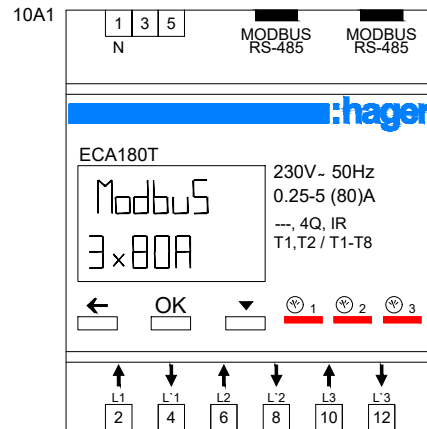 10A1
1 3 5
N
MODBUS
RS-485
MODBUS
RS-485
:hager
ECA180T
Modbus
3x80A
230V~ 50Hz
0.25-5 (80)A
---, 4Q, IR
T1,T2 / T1-T8
OK
1 2 3
L1 L`1 L2 L`2 L3 L`3
2 4 6 8 10 12